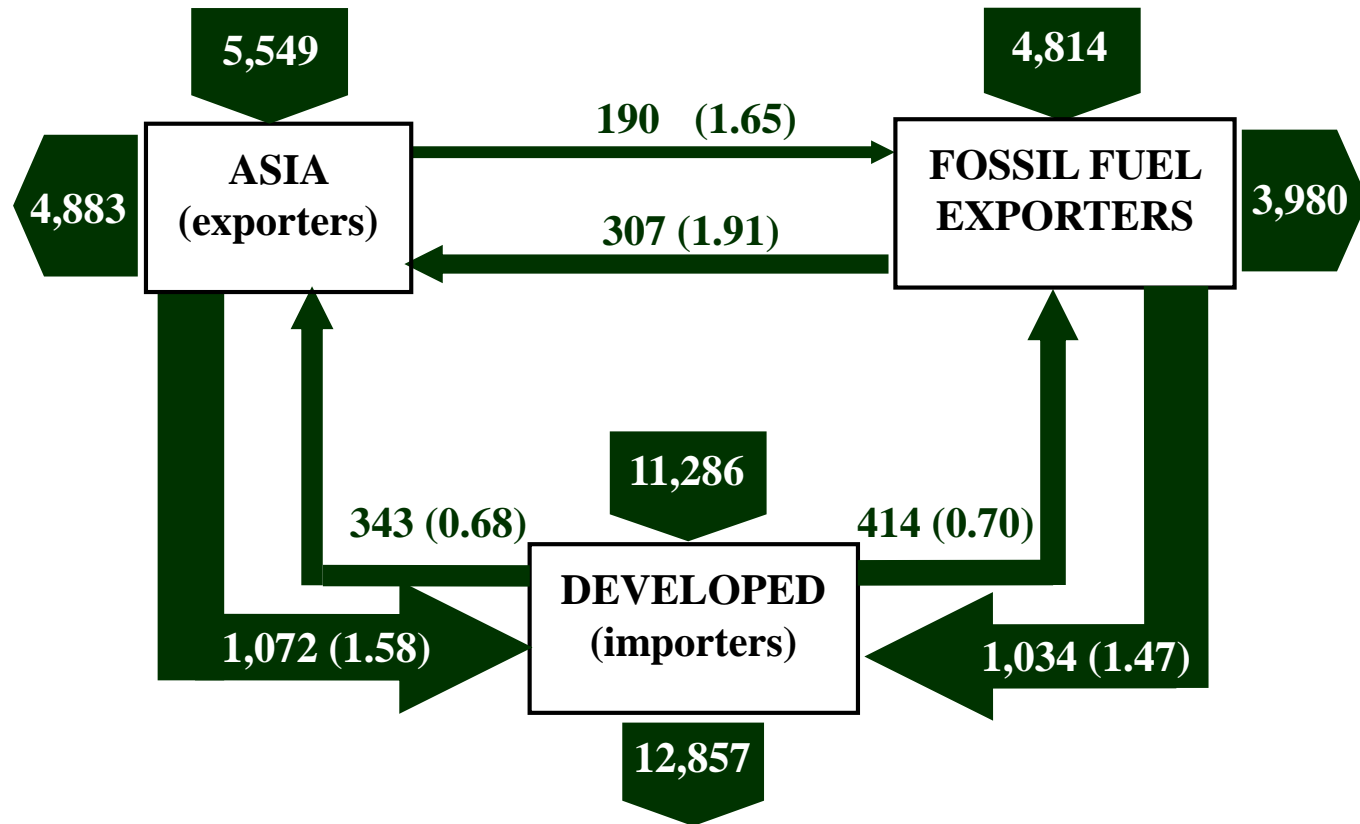 5,549
4,814
190 (1.65)
ASIA
(exporters)
FOSSIL FUEL
EXPORTERS
4,883
3,980
307 (1.91)
11,286
343 (0.68)
414 (0.70)
DEVELOPED
(importers)
1,072 (1.58)
1,034 (1.47)
12,857